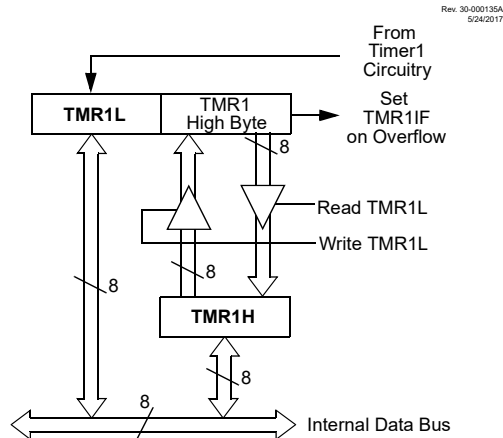 Rev. 30-000135A
5/24/2017
From
Timer1
Circuitry
TMR1L
TMR1
High Byte
Set
TMR1IF
on Overflow
8
Read TMR1L
Write TMR1L
8
8
TMR1H
8
8
Internal Data Bus